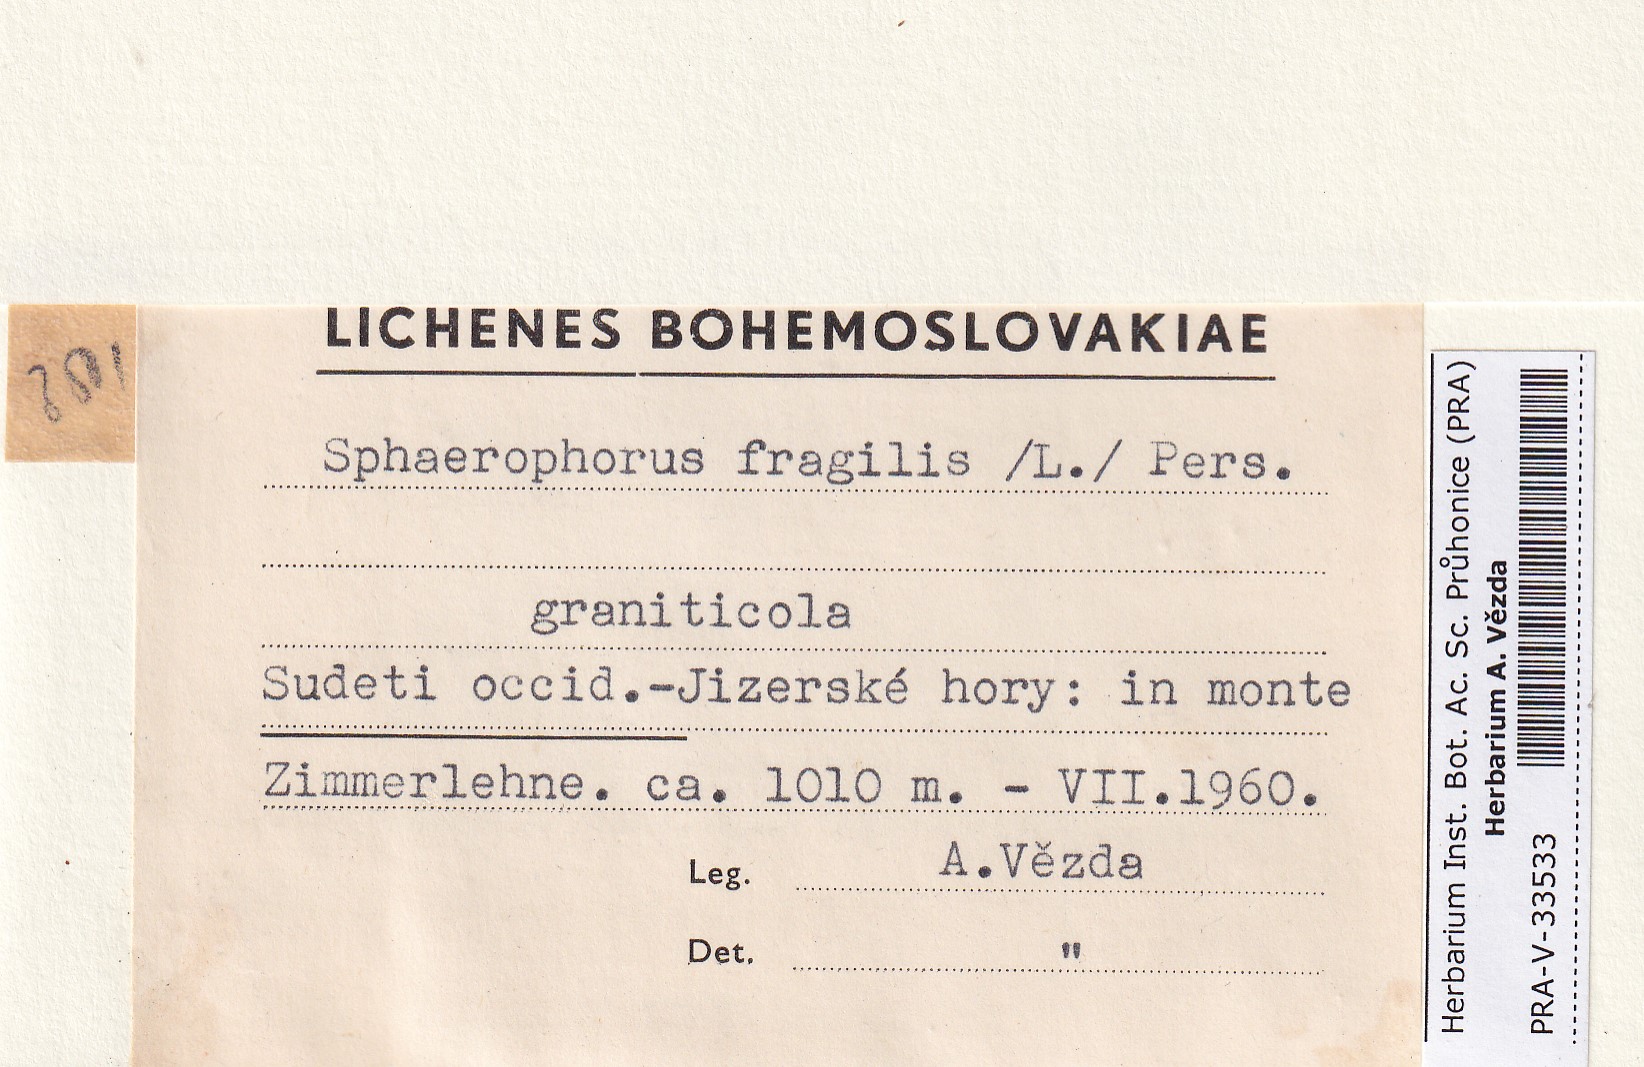 LICHENES BOHEMOSLOVAKIAE
Sphaerophorus fragilis /L./ Pers.
graniticola
Sudeti occid.-Jizerské hory: in monte
Zimmerlehne. ca. 1010 m. - VII.1960.
Leg. A.Vězda
Det. "
Herbarium Inst. Bot. Ac. Sc. Průhonice (PRA)
Herbarium A. Vězda
PRA-V-33533